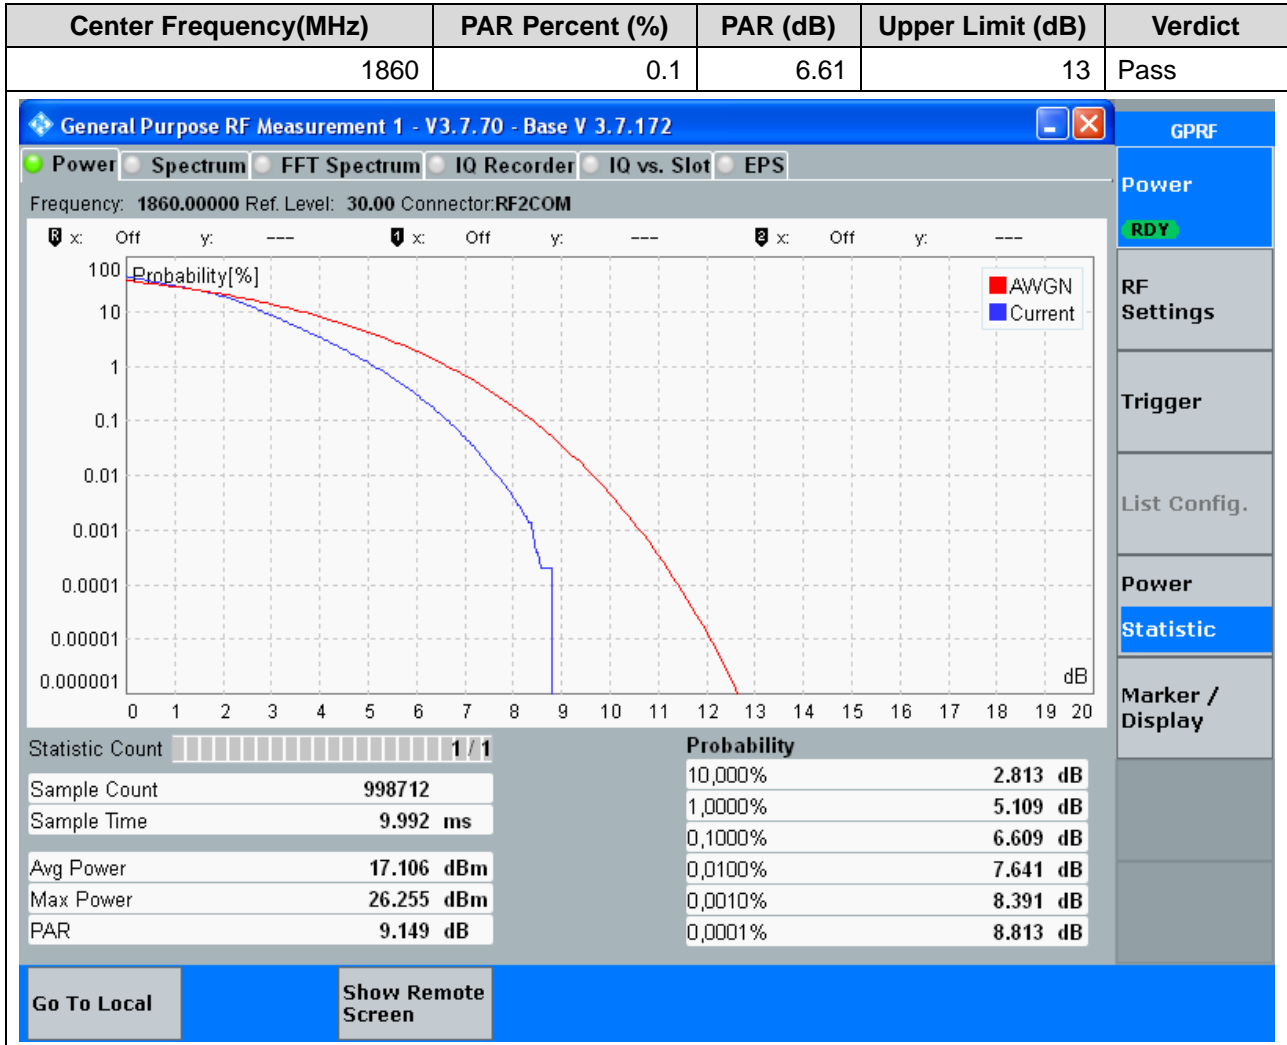 Center Frequency(MHz) PAR Percent (%) PAR (dB) Upper Limit (dB) Verdict
1860 0.1 6.61 13 Pass
General Purpose RF Measurement 1 - V3.7.70 - Base V 3.7.172
GPRF
Power Spectrum FFT Spectrum IQ Recorder IQ vs. Slot EPS
Frequency: 1860.00000 Ref. Level: 30.00 Connector:RF2COM
R x: Off y: --- 1 x: Off y: --- 2 x: Off y: ---
Probability[%]
AWGN
Current
100
10
1
0.1
0.01
0.001
0.0001
0.00001
0.000001
dB
0 1 2 3 4 5 6 7 8 9 10 11 12 13 14 15 16 17 18 19 20
Statistic Count 1 / 1
Sample Count 998712
Sample Time 9.992 ms
Avg Power 17.106 dBm
Max Power 26.255 dBm
PAR 9.149 dB
Probability
10,000% 2.813 dB
1,0000% 5.109 dB
0,1000% 6.609 dB
0,0100% 7.641 dB
0,0010% 8.391 dB
0,0001% 8.813 dB
Power
RDY
RF
Settings
Trigger
List Config.
Power
Statistic
Marker /
Display
Go To Local
Show Remote
Screen